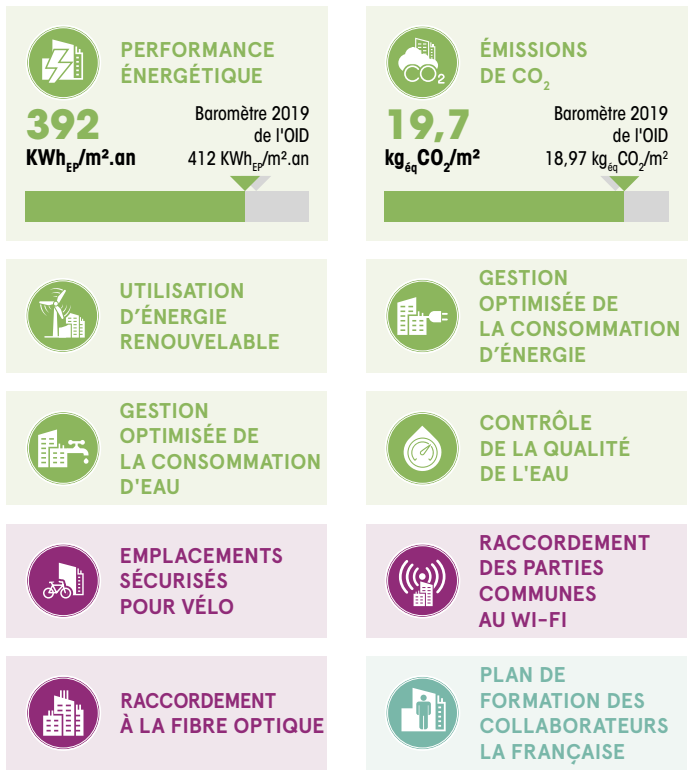 PERFORMANCE
ÉNERGÉTIQUE
392
KWhEP/m².an
Baromètre 2019
de l'OID
412 KWhEP/m².an
ÉMISSIONS
DE CO2
CO2
19,7
kgéqCO2/m²
Baromètre 2019
de l'OID
18,97 kgéqCO2/m²
UTILISATION
D'ÉNERGIE
RENOUVELABLE
GESTION
OPTIMISÉE DE
LA CONSOMMATION
D'ÉNERGIE
GESTION
OPTIMISÉE DE
LA CONSOMMATION
D'EAU
CONTRÔLE
DE LA QUALITÉ
DE L'EAU
EMPLACEMENTS
SÉCURISÉS
POUR VÉLO
RACCORDEMENT
DES PARTIES
COMMUNES
AU WI-FI
RACCORDEMENT
À LA FIBRE OPTIQUE
PLAN DE
FORMATION DES
COLLABORATEURS
LA FRANÇAISE